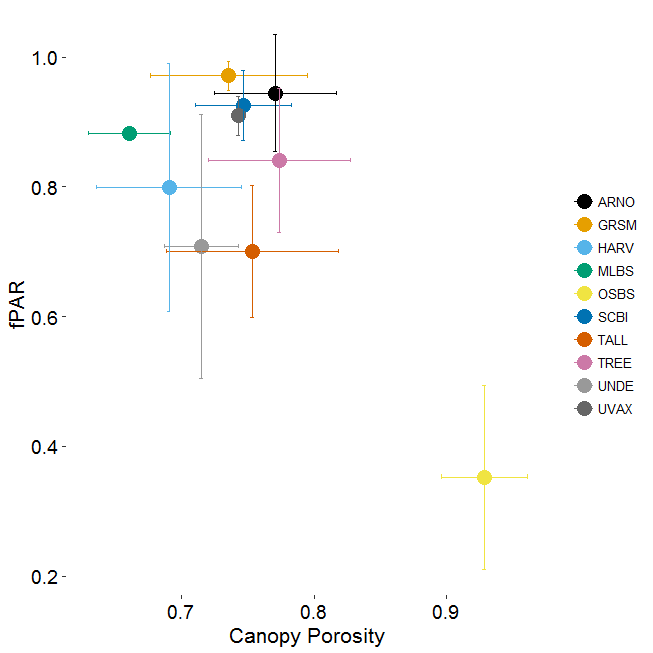 1.0
0.8
0.6
0.4
0.2
fPAR
0.7
0.8
0.9
Canopy Porosity
ARNO
GRSM
HARV
MLBS
OSBS
SCBI
TALL
TREE
UNDE
UVAX